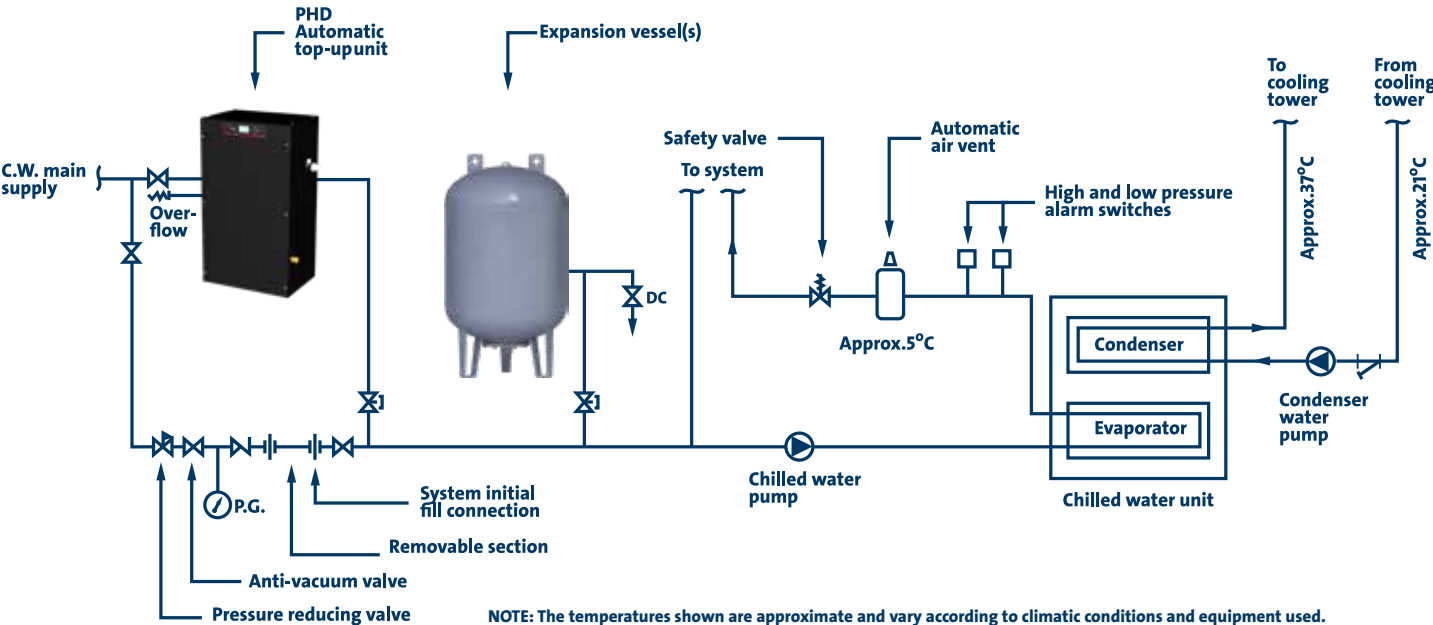 PHD
Automatic
top-upunit
Expansion vessel(s)
To
cooling
tower
From
cooling
tower
Safety valve
Automatic
air vent
C.W. main
supply
To system
High and low pressure
alarm switches
Approx.37°C
Approx.21°C
Over-
flow
DC
Approx.5°C
Condenser
Condenser
water
pump
Evaporator
Chilled water
pump
Chilled water unit
P.G.
System initial
fill connection
Removable section
Anti-vacuum valve
Pressure reducing valve
NOTE: The temperatures shown are approximate and vary according to climatic conditions and equipment used.